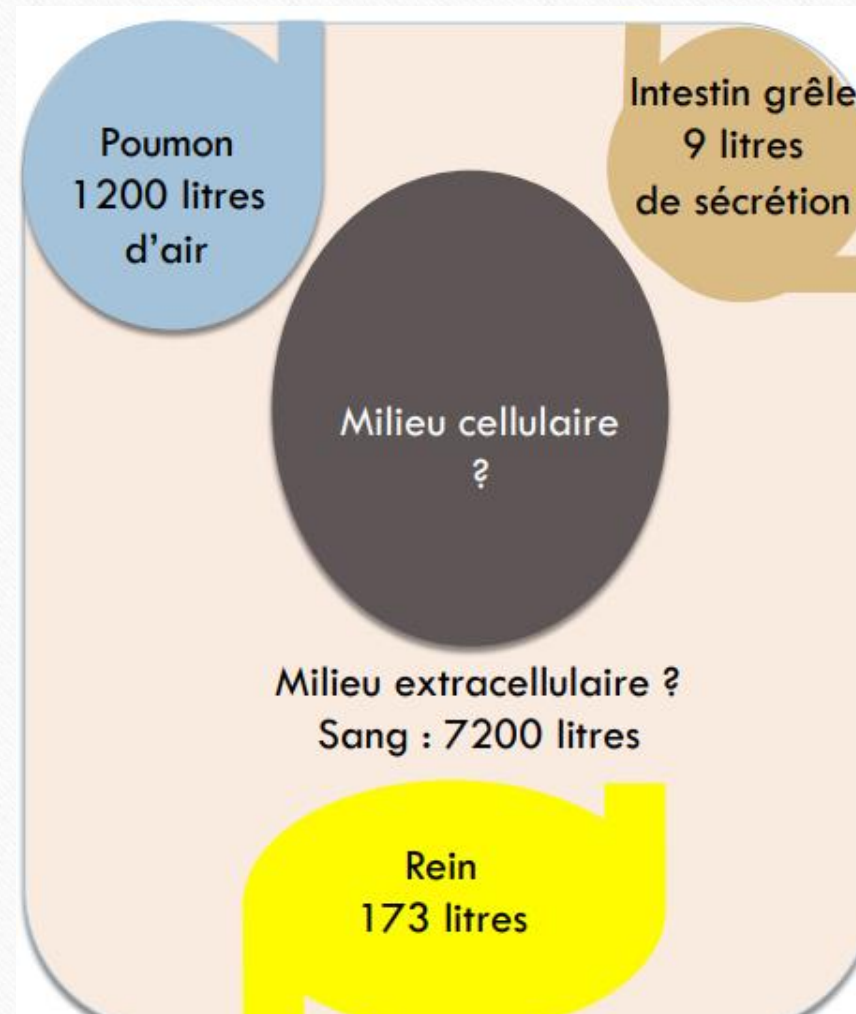 Poumon
1200 litres
d'air
Intestin grêle
9 litres
de sécrétion
Milieu cellulaire
?
Milieu extracellulaire ?
Sang : 7200 litres
Rein
173 litres